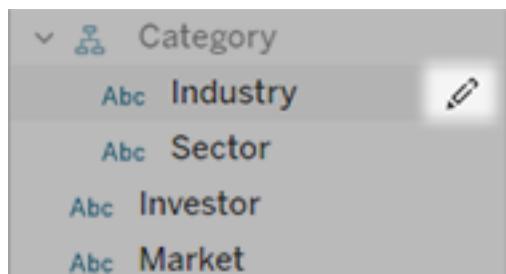 Category
Abc Industry
Abc Sector
Abc Investor
Abc Market